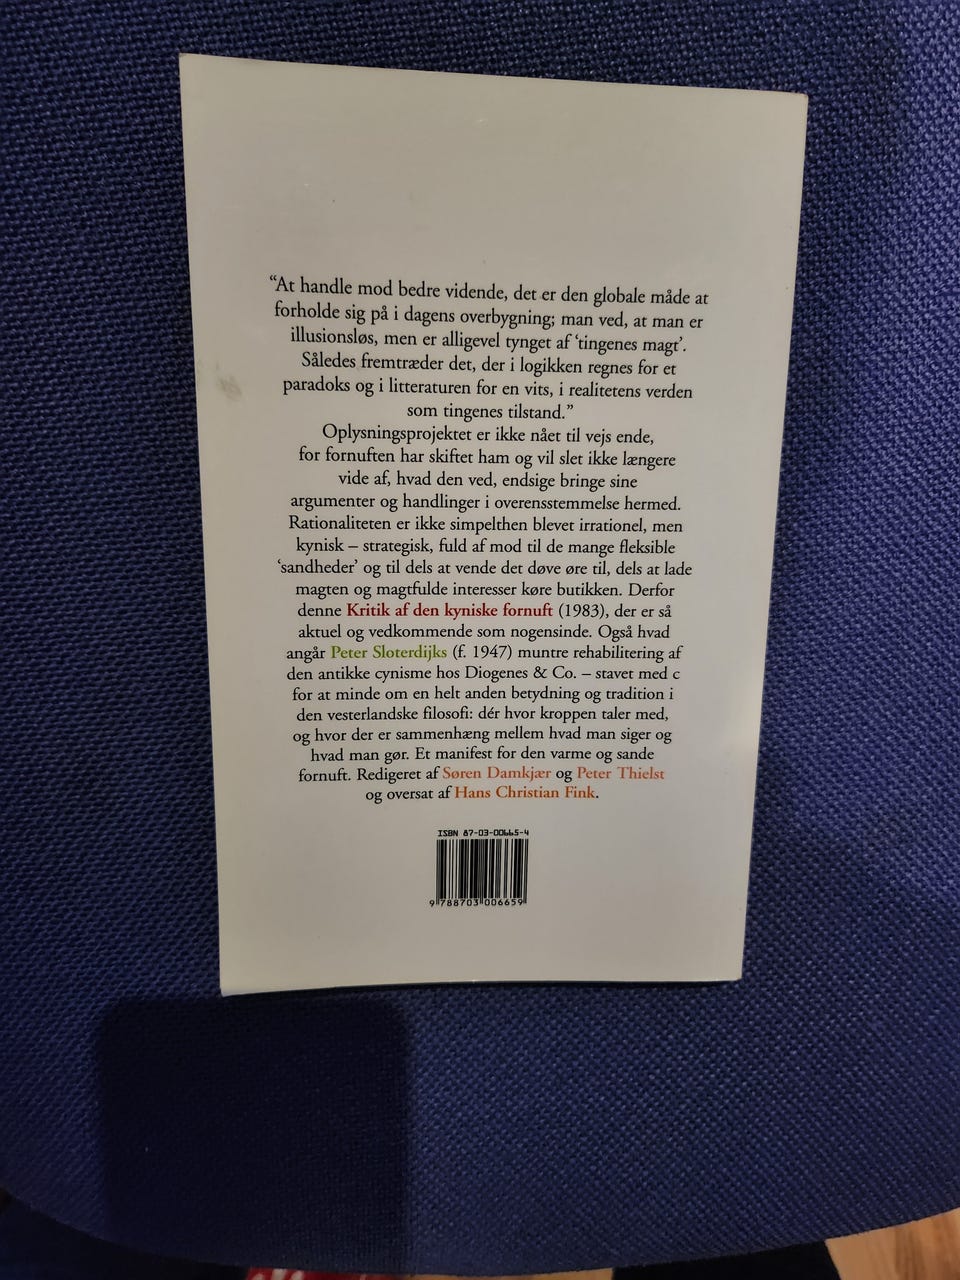 “At handle mod bedre vidende, det er den globale måde at
forholde sig på i dagens overbygning; man ved, at man er
illusionsløs, men er alligevel tynget af ‘tingenes magt’.
Således fremtræder det, der i logikken regnes for et
paradoks og i litteraturen for en vits, i realitetens verden
som tingenes tilstand.”
Oplysningsprojektet er ikke nået til vejs ende,
for fornuften har skiftet ham og vil slet ikke længere
vide af, hvad den ved, endsige bringe sine
argumenter og handlinger i overensstemmelse hermed.
Rationaliteten er ikke simpelthen blevet irrationel, men
kynisk – strategisk, fuld af mod til de mange fleksible
‘sandheder’ og til dels at vende det døve øre til, dels at lade
magten og magtfulde interesser køre butikken. Derfor
denne Kritik af den kyniske fornuft (1983), der er så
aktuel og vedkommende som nogensinde. Også hvad
angår Peter Sloterdijks (f. 1947) muntre rehabilitering af
den antikke cynisme hos Diogenes & Co. – stavet med c
for at minde om en helt anden betydning og tradition i
den vesterlandske filosofi: dér hvor kroppen taler med,
og hvor der er sammenhæng mellem hvad man siger og
hvad man gør. Et manifest for den varme og sande
fornuft. Redigeret af Søren Damkjær og Peter Thielst
og oversat af Hans Christian Fink.
ISBN 87-03-00665-4
9 788703 006659